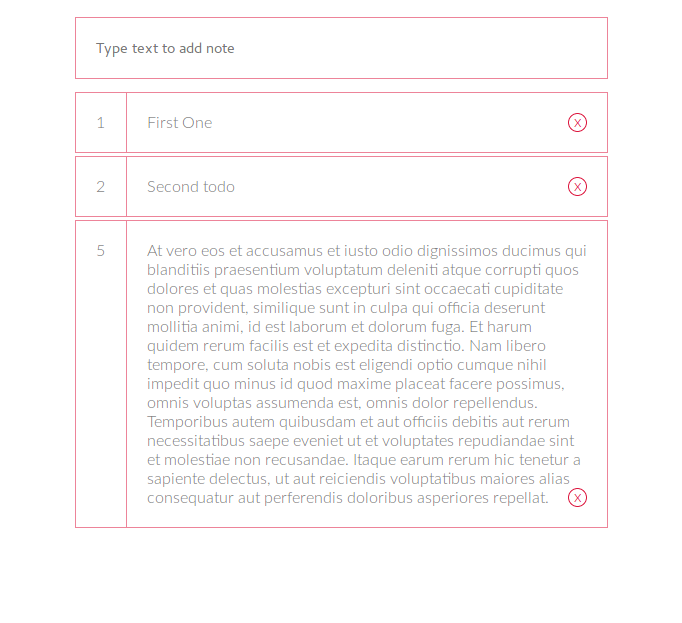 Type text to add note
1 First One X
2 Second todo X
5 At vero eos et accusamus et iusto odio dignissimos ducimus qui
blanditiis praesentium voluptatum deleniti atque corrupti quos
dolores et quas molestias excepturi sint occaecati cupiditate
non provident, similique sunt in culpa qui officia deserunt
mollitia animi, id est laborum et dolorum fuga. Et harum
quidem rerum facilis est et expedita distinctio. Nam libero
tempore, cum soluta nobis est eligendi optio cumque nihil
impedit quo minus id quod maxime placeat facere possimus,
omnis voluptas assumenda est, omnis dolor repellendus.
Temporibus autem quibusdam et aut officiis debitis aut rerum
necessitatibus saepe eveniet ut et voluptates repudiandae sint
et molestiae non recusandae. Itaque earum rerum hic tenetur a
sapiente delectus, ut aut reiciendis voluptatibus maiores alias
consequatur aut perferendis doloribus asperiores repellat. X